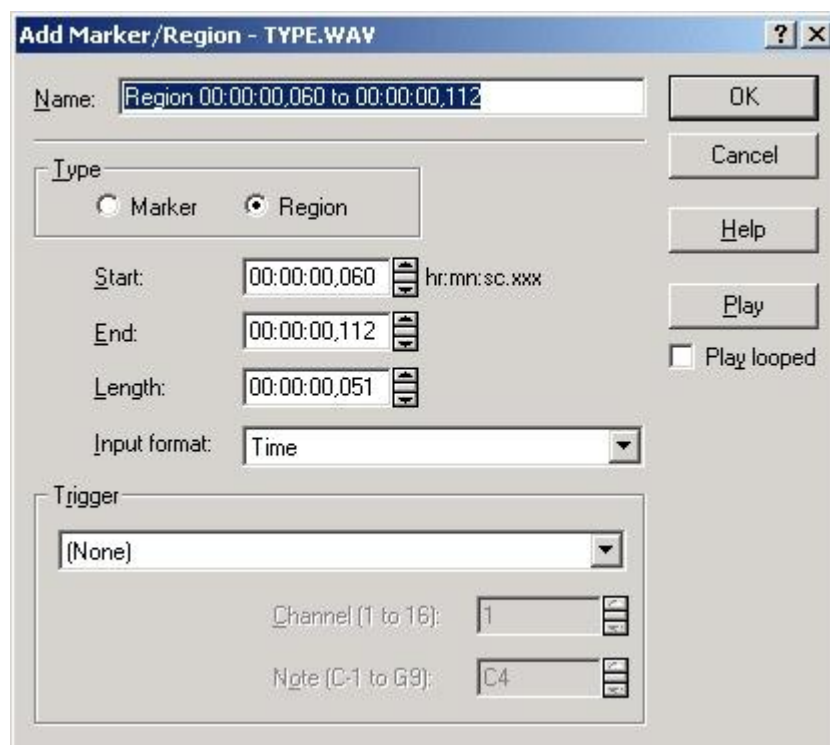 Add Marker/Region - TYPE.WAV
Name: Region 00:00:00,060 to 00:00:00,112
OK
Cancel
Type
Marker Region
Help
Start: 00:00:00,060 hr:mn:sc.xxx
Play
End: 00:00:00,112
Play looped
Length: 00:00:00,051
Input format: Time
Trigger
(None)
Channel (1 to 16): 1
Note (C-1 to G9): C4